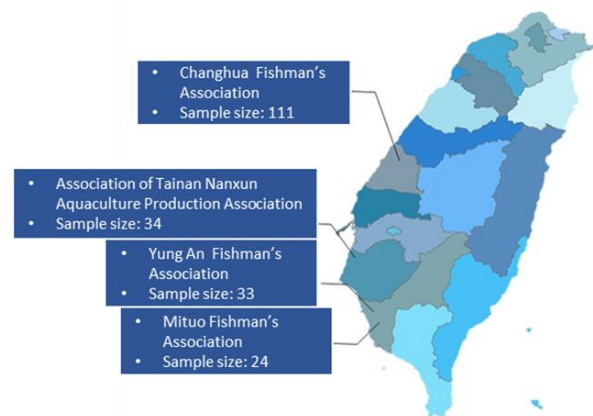 • Changhua Fishman's
Association
• Sample size: 111
• Association of Tainan Nanxun
Aquaculture Production Association
• Sample size: 34
• Yung An Fishman's
Association
• Sample size: 33
• Mituo Fishman's
Association
• Sample size: 24